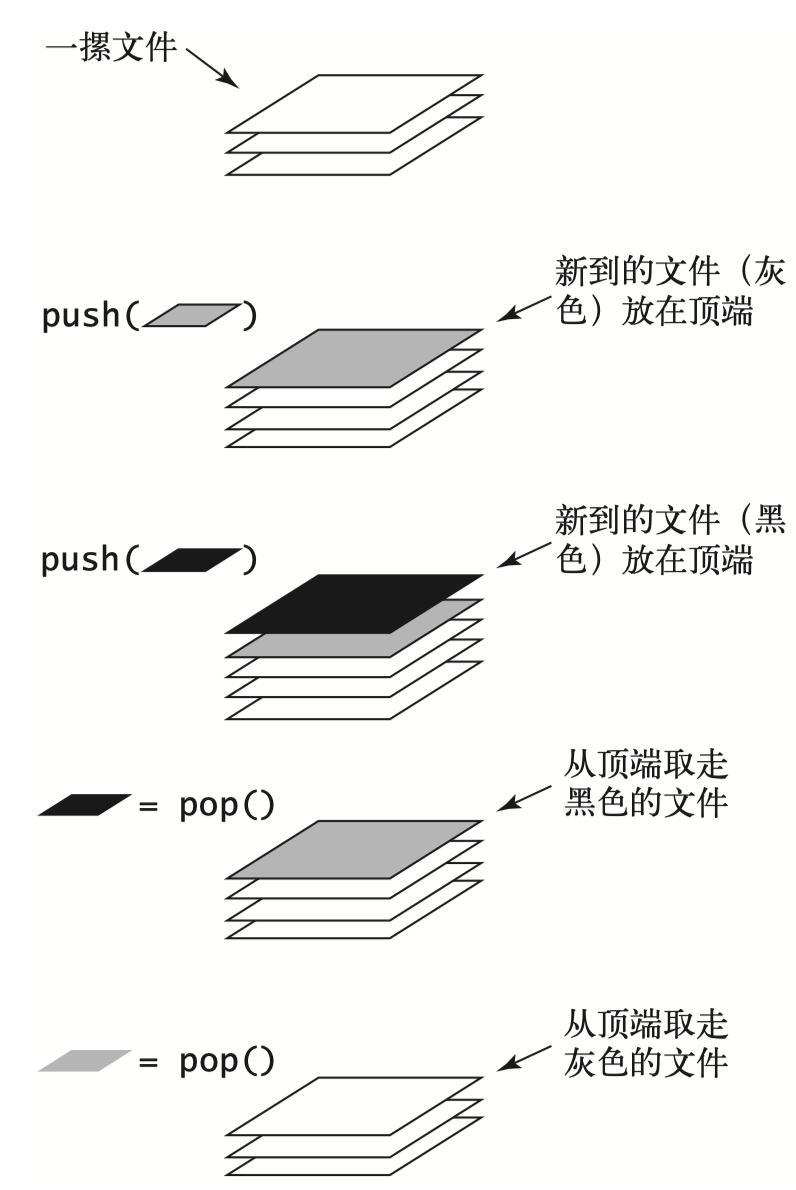 一摞文件
新到的文件（灰
色）放在顶端
push( )
新到的文件（黑
色）放在顶端
push( )
从顶端取走
黑色的文件
= pop()
从顶端取走
灰色的文件
= pop()